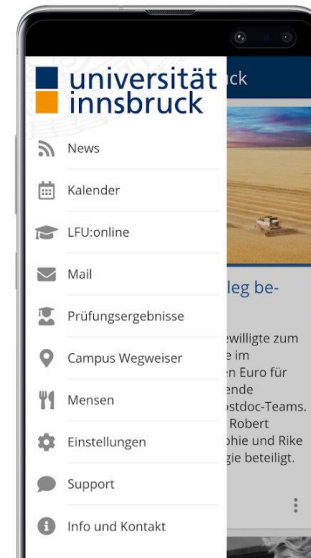 universität
innsbruck
ck
News
Kalender
LFU:online
Mail
Prüfungsergebnisse
Campus Wegweiser
Mensen
Einstellungen
Support
Info und Kontakt
leg be-
ewilligte zum
e im
en Euro für
ende
ostdoc-Teams.
Robert
phie und Rike
gie beteiligt.